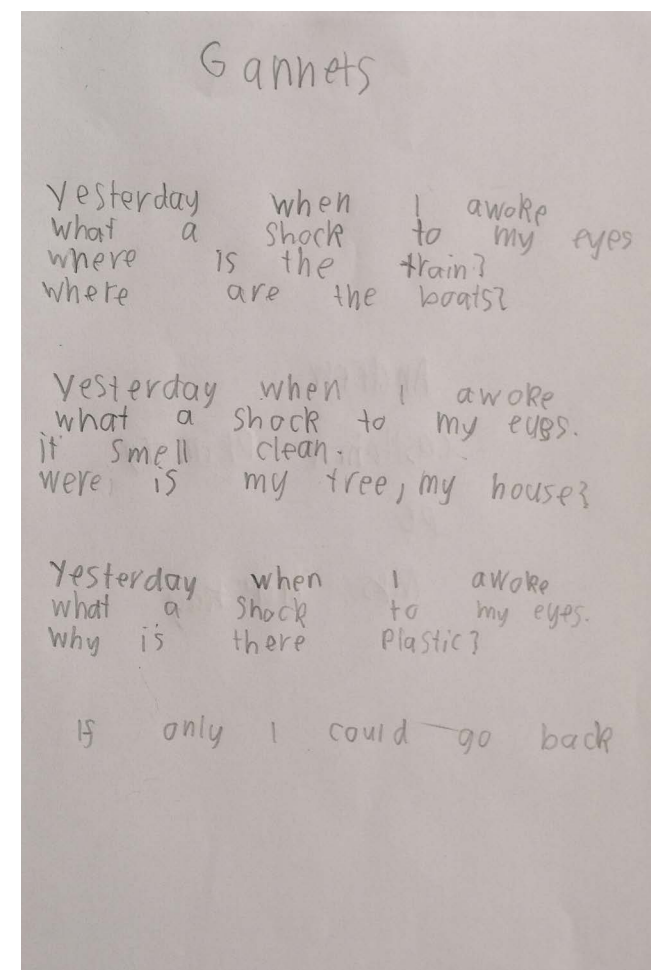 Gannets
Yesterday when I awoke
what a shock to my eyes
where is the train?
where are the boats?
Yesterday when I awoke
what a shock to my eyes.
it smell clean.
were is my tree, my house?
Yesterday when I awoke
what a shock to my eyes.
Why is there Plastic?
If only I could go back